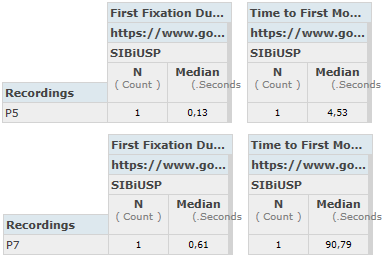 First Fixation Du... Time to First Mo...
https://www.go... https://www.go...
SIBiUSP SIBiUSP
N Median N Median
( Count ) (.Seconds ( Count ) (.Seconds
Recordings
P5 1 0,13 1 4,53
First Fixation Du... Time to First Mo...
https://www.go... https://www.go...
SIBiUSP SIBiUSP
N Median N Median
( Count ) (.Seconds ( Count ) (.Seconds
Recordings
P7 1 0,61 1 90,79